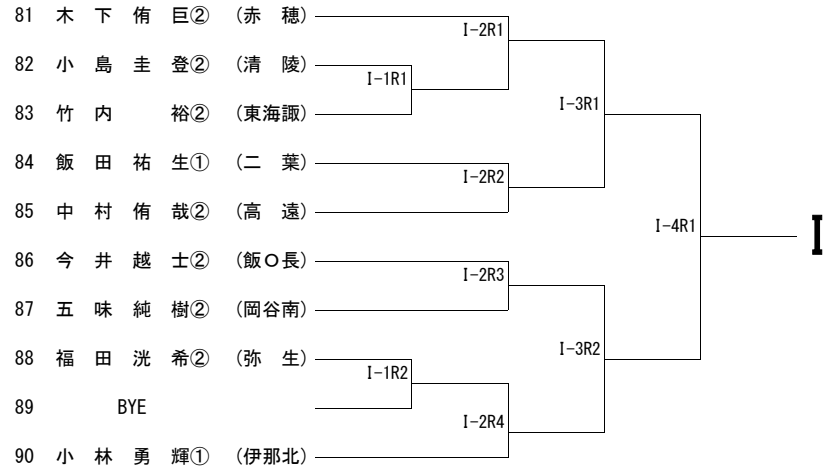 81 木 下 侑 巨② (赤 穂)
I-2R1
82 小 島 圭 登② (清 陵)
I-1R1
83 竹 内 裕② (東海諏)
I-3R1
84 飯 田 祐 生① (二 葉)
I-2R2
85 中 村 侑 哉② (高 遠)
I-4R1
I
86 今 井 越 士② (飯O長)
I-2R3
87 五 味 純 樹② (岡谷南)
I-3R2
88 福 田 洸 希② (弥 生)
I-1R2
89 BYE
I-2R4
90 小 林 勇 輝① (伊那北)